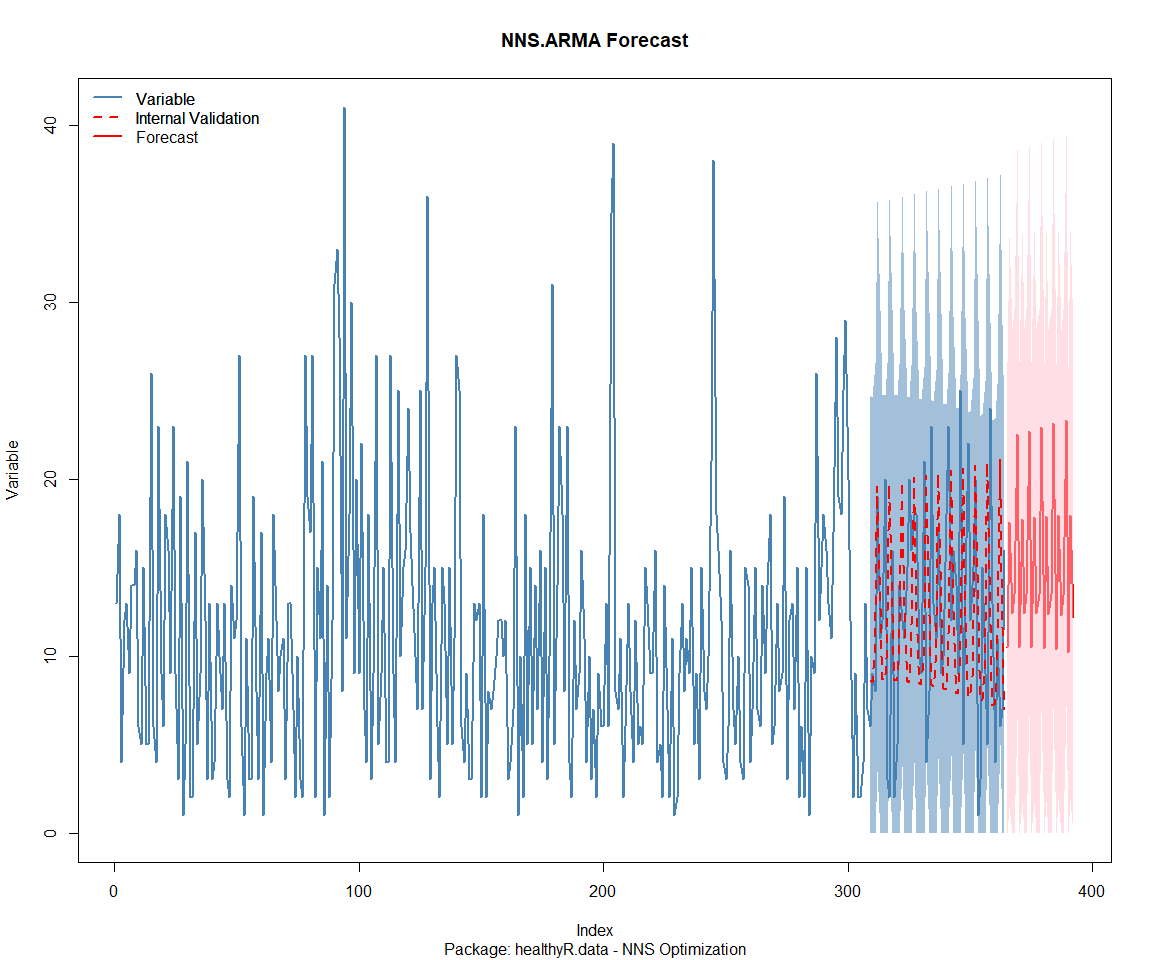 NNS.ARMA Forecast
Variable
Internal Validation
Forecast
Variable
40
30
20
10
0
0 100 200 300 400
Index
Package: healthyR.data - NNS Optimization